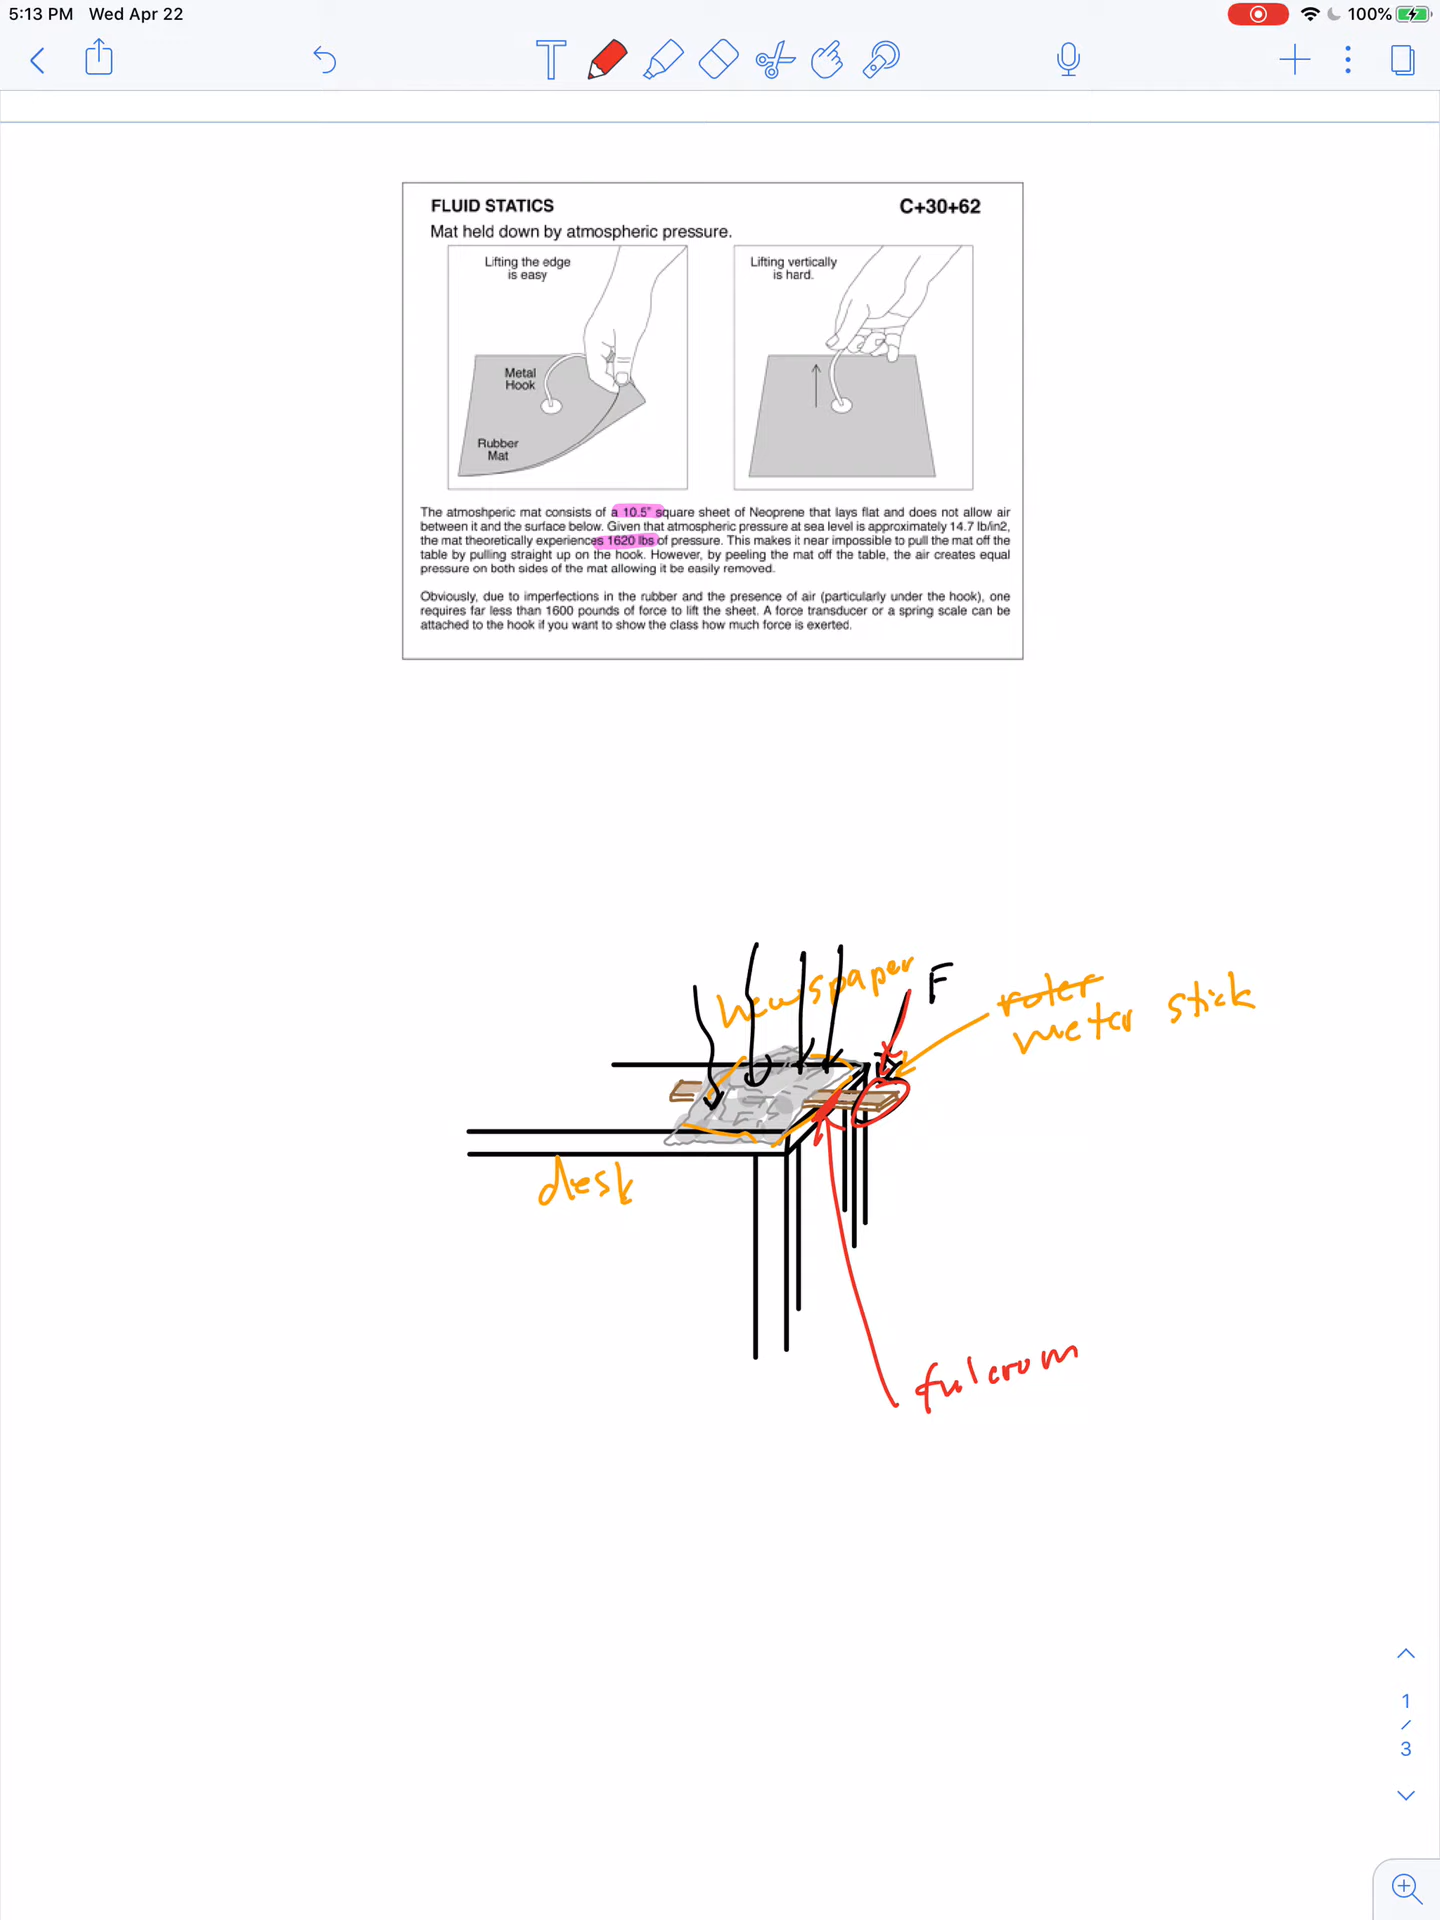 5:13 PM Wed Apr 22
100%
T
FLUID STATICS
C+30+62
Mat held down by atmospheric pressure.
Lifting the edge
is easy
Metal
Hook
Rubber
Mat
Lifting vertically
is hard.
The atmoshperic mat consists of a 10.5" square sheet of Neoprene that lays flat and does not allow air
between it and the surface below. Given that atmospheric pressure at sea level is approximately 14.7 lb/in2,
the mat theoretically experiences 1620 lbs of pressure. This makes it near impossible to pull the mat off the
table by pulling straight up on the hook. However, by peeling the mat off the table, the air creates equal
pressure on both sides of the mat allowing it be easily removed.
Obviously, due to imperfections in the rubber and the presence of air (particularly under the hook), one
requires far less than 1600 pounds of force to lift the sheet. A force transducer or a spring scale can be
attached to the hook if you want to show the class how much force is exerted.
newspaper
F
meter stick
desk
fulcrom
1
/
3